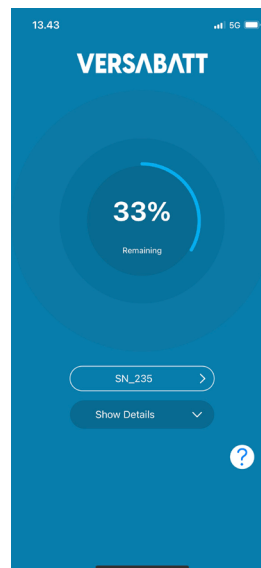 13.43
5G
VERSABATT
33%
Remaining
SN_235
Show Details
?